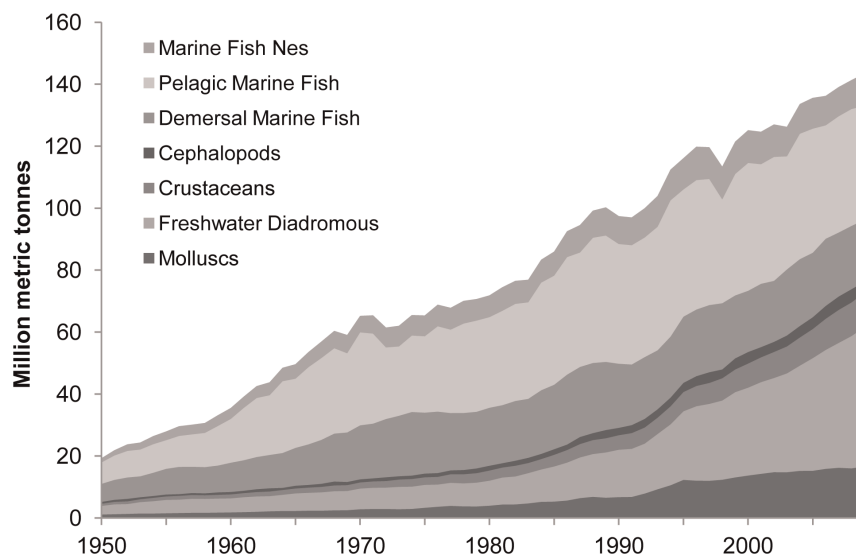 160
140
120
100
80
60
40
20
0
Million metric tonnes
Marine Fish Nes
Pelagic Marine Fish
Demersal Marine Fish
Cephalopods
Crustaceans
Freshwater Diadromous
Molluscs
1950 1960 1970 1980 1990 2000